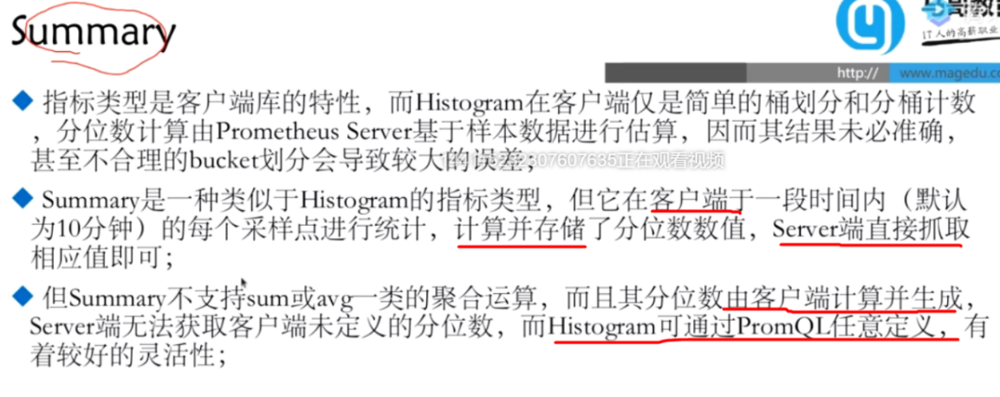 Summary
IT人的高薪职业
http://
www.magedu.co
指标类型是客户端库的特性，而Histogram在客户端仅是简单的桶划分和分桶计数
，分位数计算由Prometheus Server基于样本数据进行估算，因而其结果未必准确，
甚至不合理的bucket划分会导致较大的误差；
307607635正在观看视频
Summary是一种类似于Histogram的指标类型，但它在客户端于一段时间内（默认
为10分钟）的每个采样点进行统计，计算并存储了分位数数值，Server端直接抓取
相应值即可；
但Summary不支持sum或avg一类的聚合运算，而且其分位数由客户端计算并生成，
Server端无法获取客户端未定义的分位数，而Histogram可通过PromQL任意定义，有
着较好的灵活性；